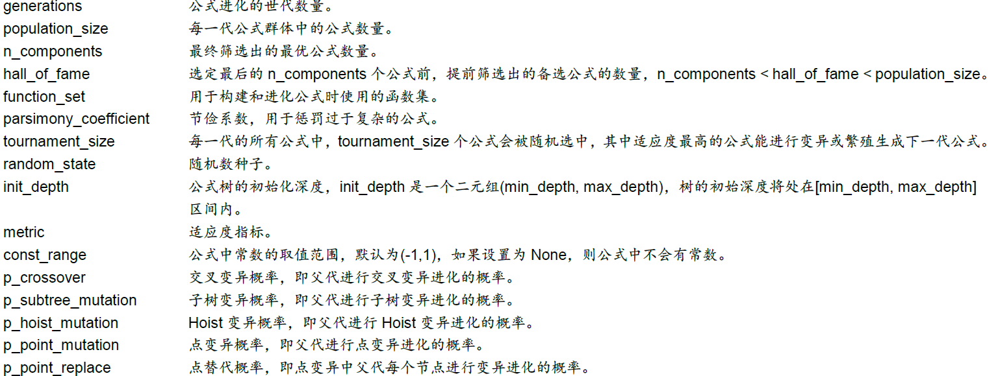 generations 公式进化的世代数量。
population_size 每一代公式群体中的公式数量。
n_components 最终筛选出的最优公式数量。
hall_of_fame 选定最后的 n_components 个公式前，提前筛选出的备选公式的数量，n_components < hall_of_fame < population_size。
function_set 用于构建和进化公式时使用的函数集。
parsimony_coefficient 节俭系数，用于惩罚过于复杂的公式。
tournament_size 每一代的所有公式中，tournament_size 个公式会被随机选中，其中适应度最高的公式能进行变异或繁殖生成下一代公式。
random_state 随机数种子。
init_depth 公式树的初始化深度，init_depth 是一个二元组(min_depth, max_depth)，树的初始深度将处在[min_depth, max_depth]
区间内。
metric 适应度指标。
const_range 公式中常数的取值范围，默认为(-1,1)，如果设置为 None，则公式中不会有常数。
p_crossover 交叉变异概率，即父代进行交叉变异进化的概率。
p_subtree_mutation 子树变异概率，即父代进行子树变异进化的概率。
p_hoist_mutation Hoist 变异概率，即父代进行 Hoist 变异进化的概率。
p_point_mutation 点变异概率，即父代进行点变异进化的概率。
p_point_replace 点替代概率，即点变异中父代每个节点进行变异进化的概率。